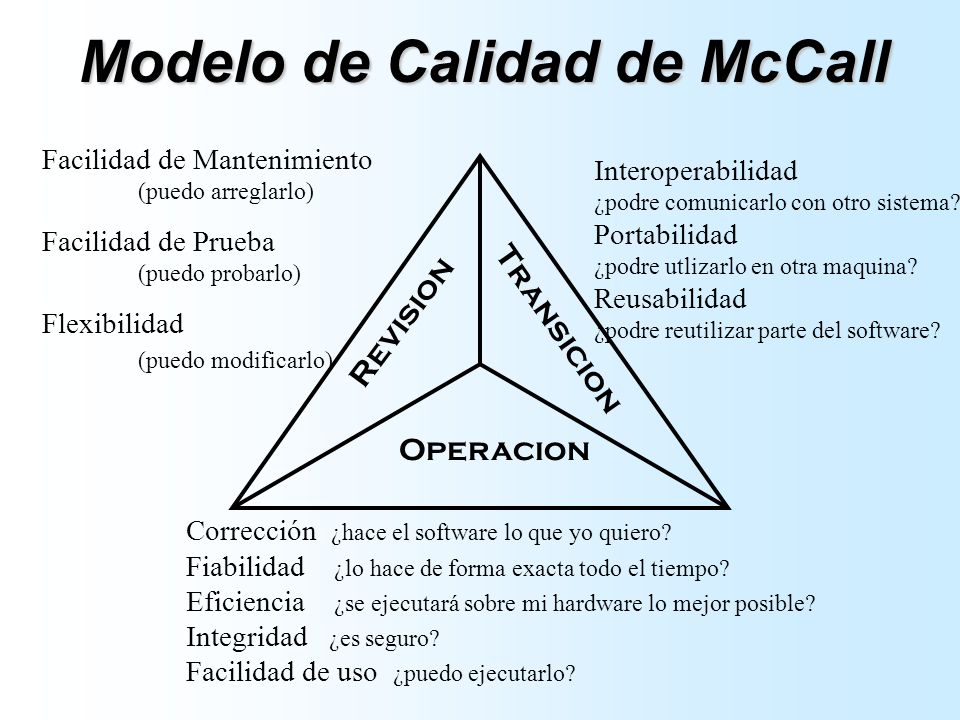 Modelo de Calidad de McCall
Facilidad de Mantenimiento
(puedo arreglarlo)
Facilidad de Prueba
(puedo probarlo)
Flexibilidad
(puedo modificarlo)
Interoperabilidad
¿podre comunicarlo con otro sistema?
Portabilidad
¿podre utlizarlo en otra maquina?
Reusabilidad
¿podre reutilizar parte del software?
Revision
Transicion
Operacion
Corrección ¿hace el software lo que yo quiero?
Fiabilidad ¿lo hace de forma exacta todo el tiempo?
Eficiencia ¿se ejecutará sobre mi hardware lo mejor posible?
Integridad ¿es seguro?
Facilidad de uso ¿puedo ejecutarlo?